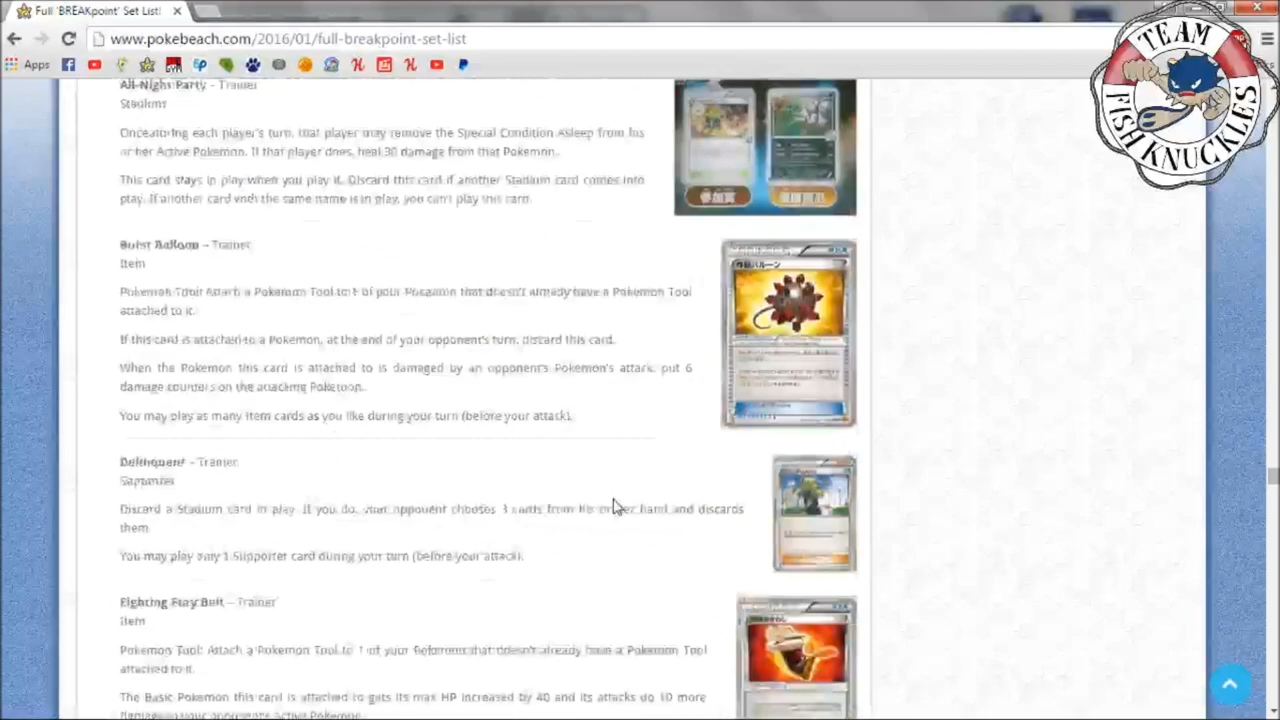 Full 'BREAKpoint' Set List!
www.pokebeach.com/2016/01/full-breakpoint-set-list
Apps
TEAM
FISH KNUCKLES
All-Night Party – Trainer
Stadium
Once during each player's turn, that player may remove the Special Condition Asleep from his
or her Active Pokemon. If that player does, heal 30 damage from that Pokemon.
This card stays in play when you play it. Discard this card if another Stadium card comes into
play. If another card with the same name is in play, you can't play this card.
Burst Balloon – Trainer
Item
Pokemon Tool: Attach a Pokemon Tool to 1 of your Pokemon that doesn't already have a Pokemon Tool
attached to it.
If this card is attached to a Pokemon, at the end of your opponent's turn, discard this card.
When the Pokemon this card is attached to is damaged by an opponent's Pokemon's attack, put 6
damage counters on the attacking Pokemon.
You may play as many Item cards as you like during your turn (before your attack).
Delinquent – Trainer
Supporter
Discard a Stadium card in play. If you do, your opponent chooses 3 cards from his or her hand and discards
them.
You may play only 1 Supporter card during your turn (before your attack).
Fighting Fury Belt – Trainer
Item
Pokemon Tool: Attach a Pokemon Tool to 1 of your Pokemon that doesn't already have a Pokemon Tool
attached to it.
The Basic Pokemon this card is attached to gets its max HP increased by 40 and its attacks do 10 more
damage to your opponent's Active Pokemon.